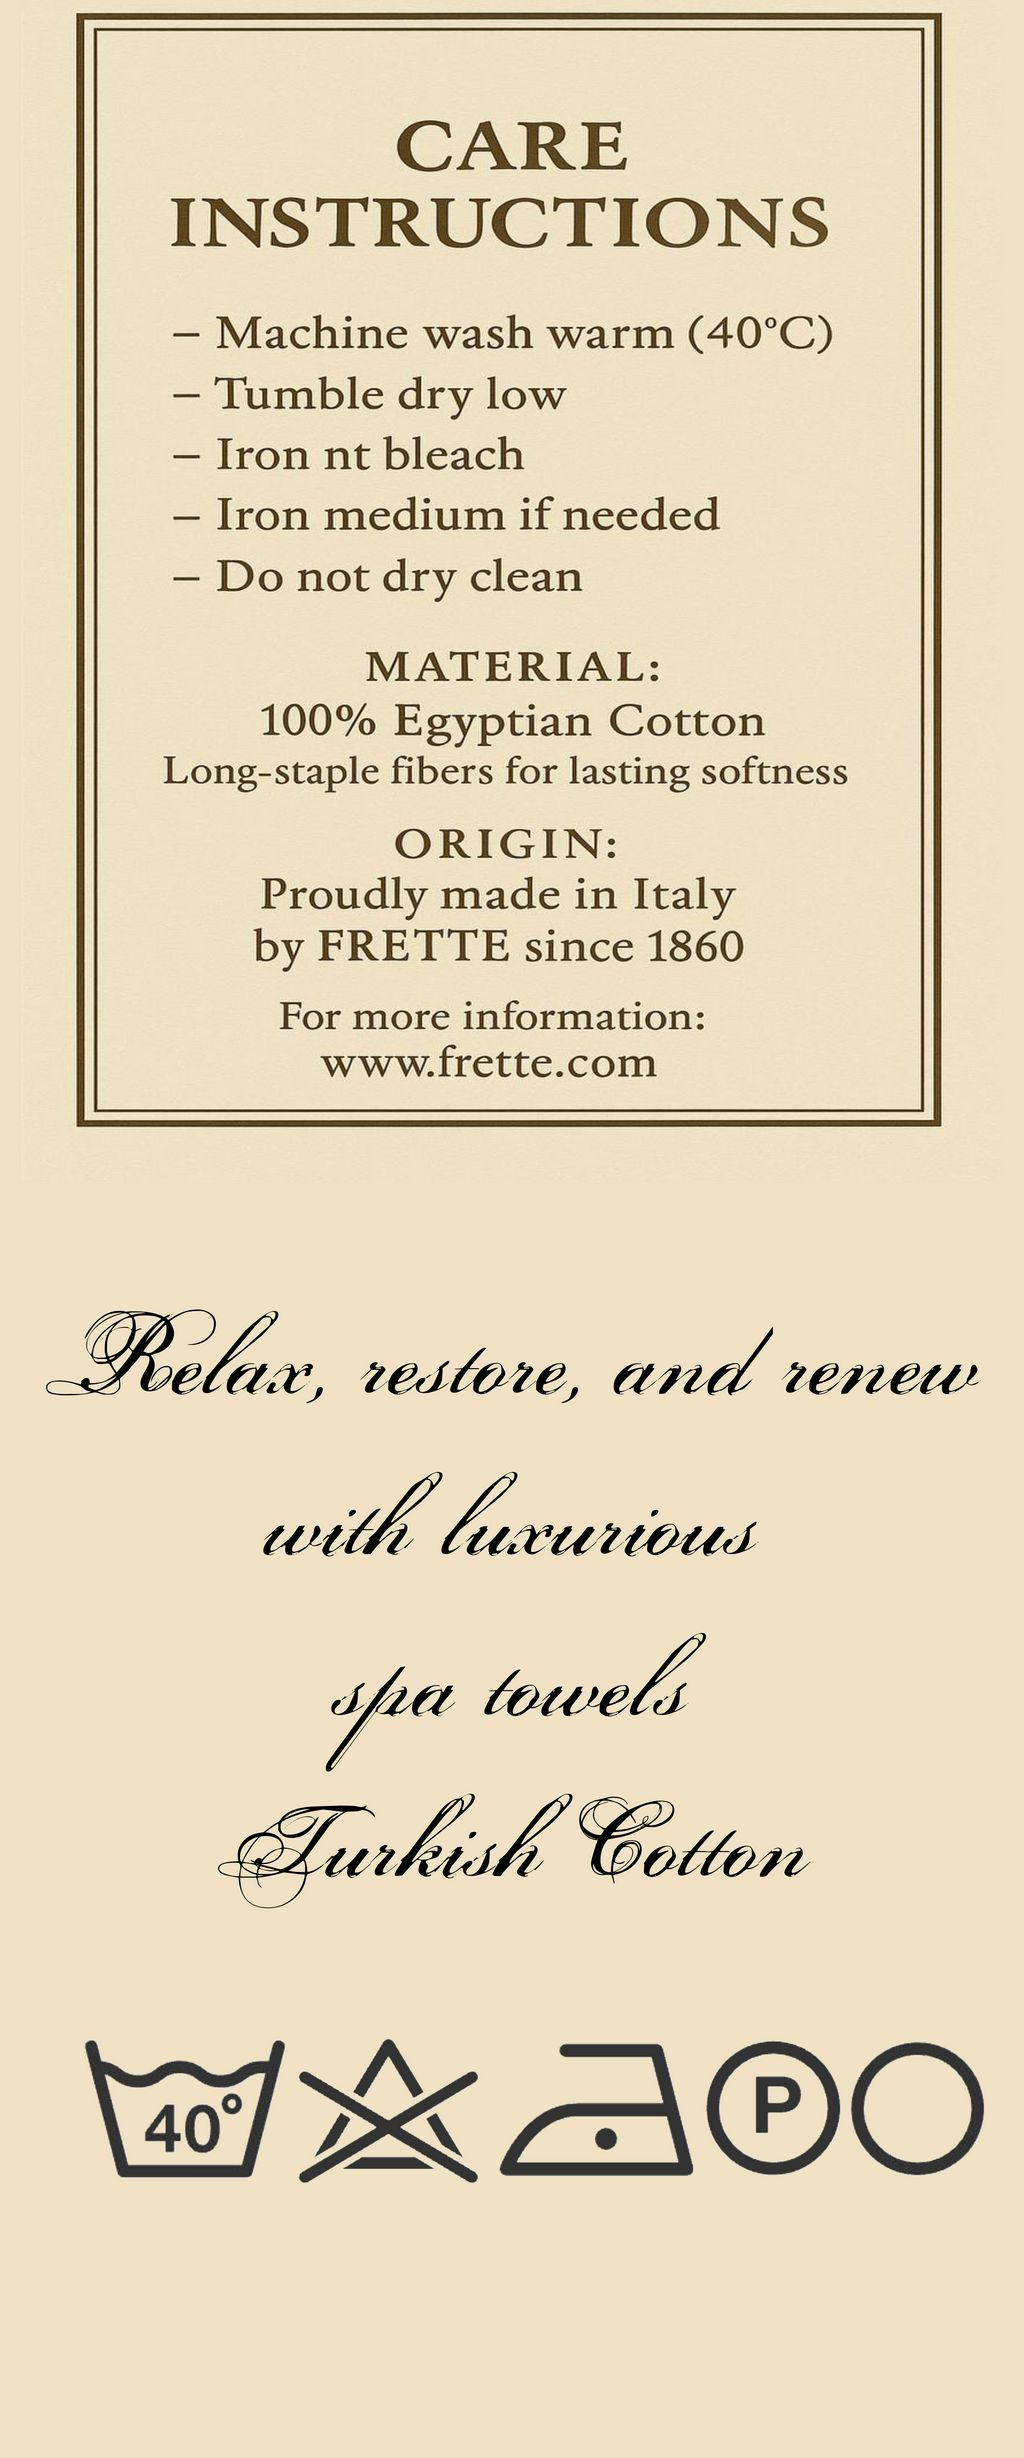 CARE
INSTRUCTIONS
– Machine wash warm (40°C)
– Tumble dry low
– Iron nt bleach
– Iron medium if needed
– Do not dry clean
MATERIAL:
100% Egyptian Cotton
Long-staple fibers for lasting softness
ORIGIN:
Proudly made in Italy
by FRETTE since 1860
For more information:
www.frette.com
Relax, restore, and renew
with luxurious
spa towels
Turkish Cotton
40° P